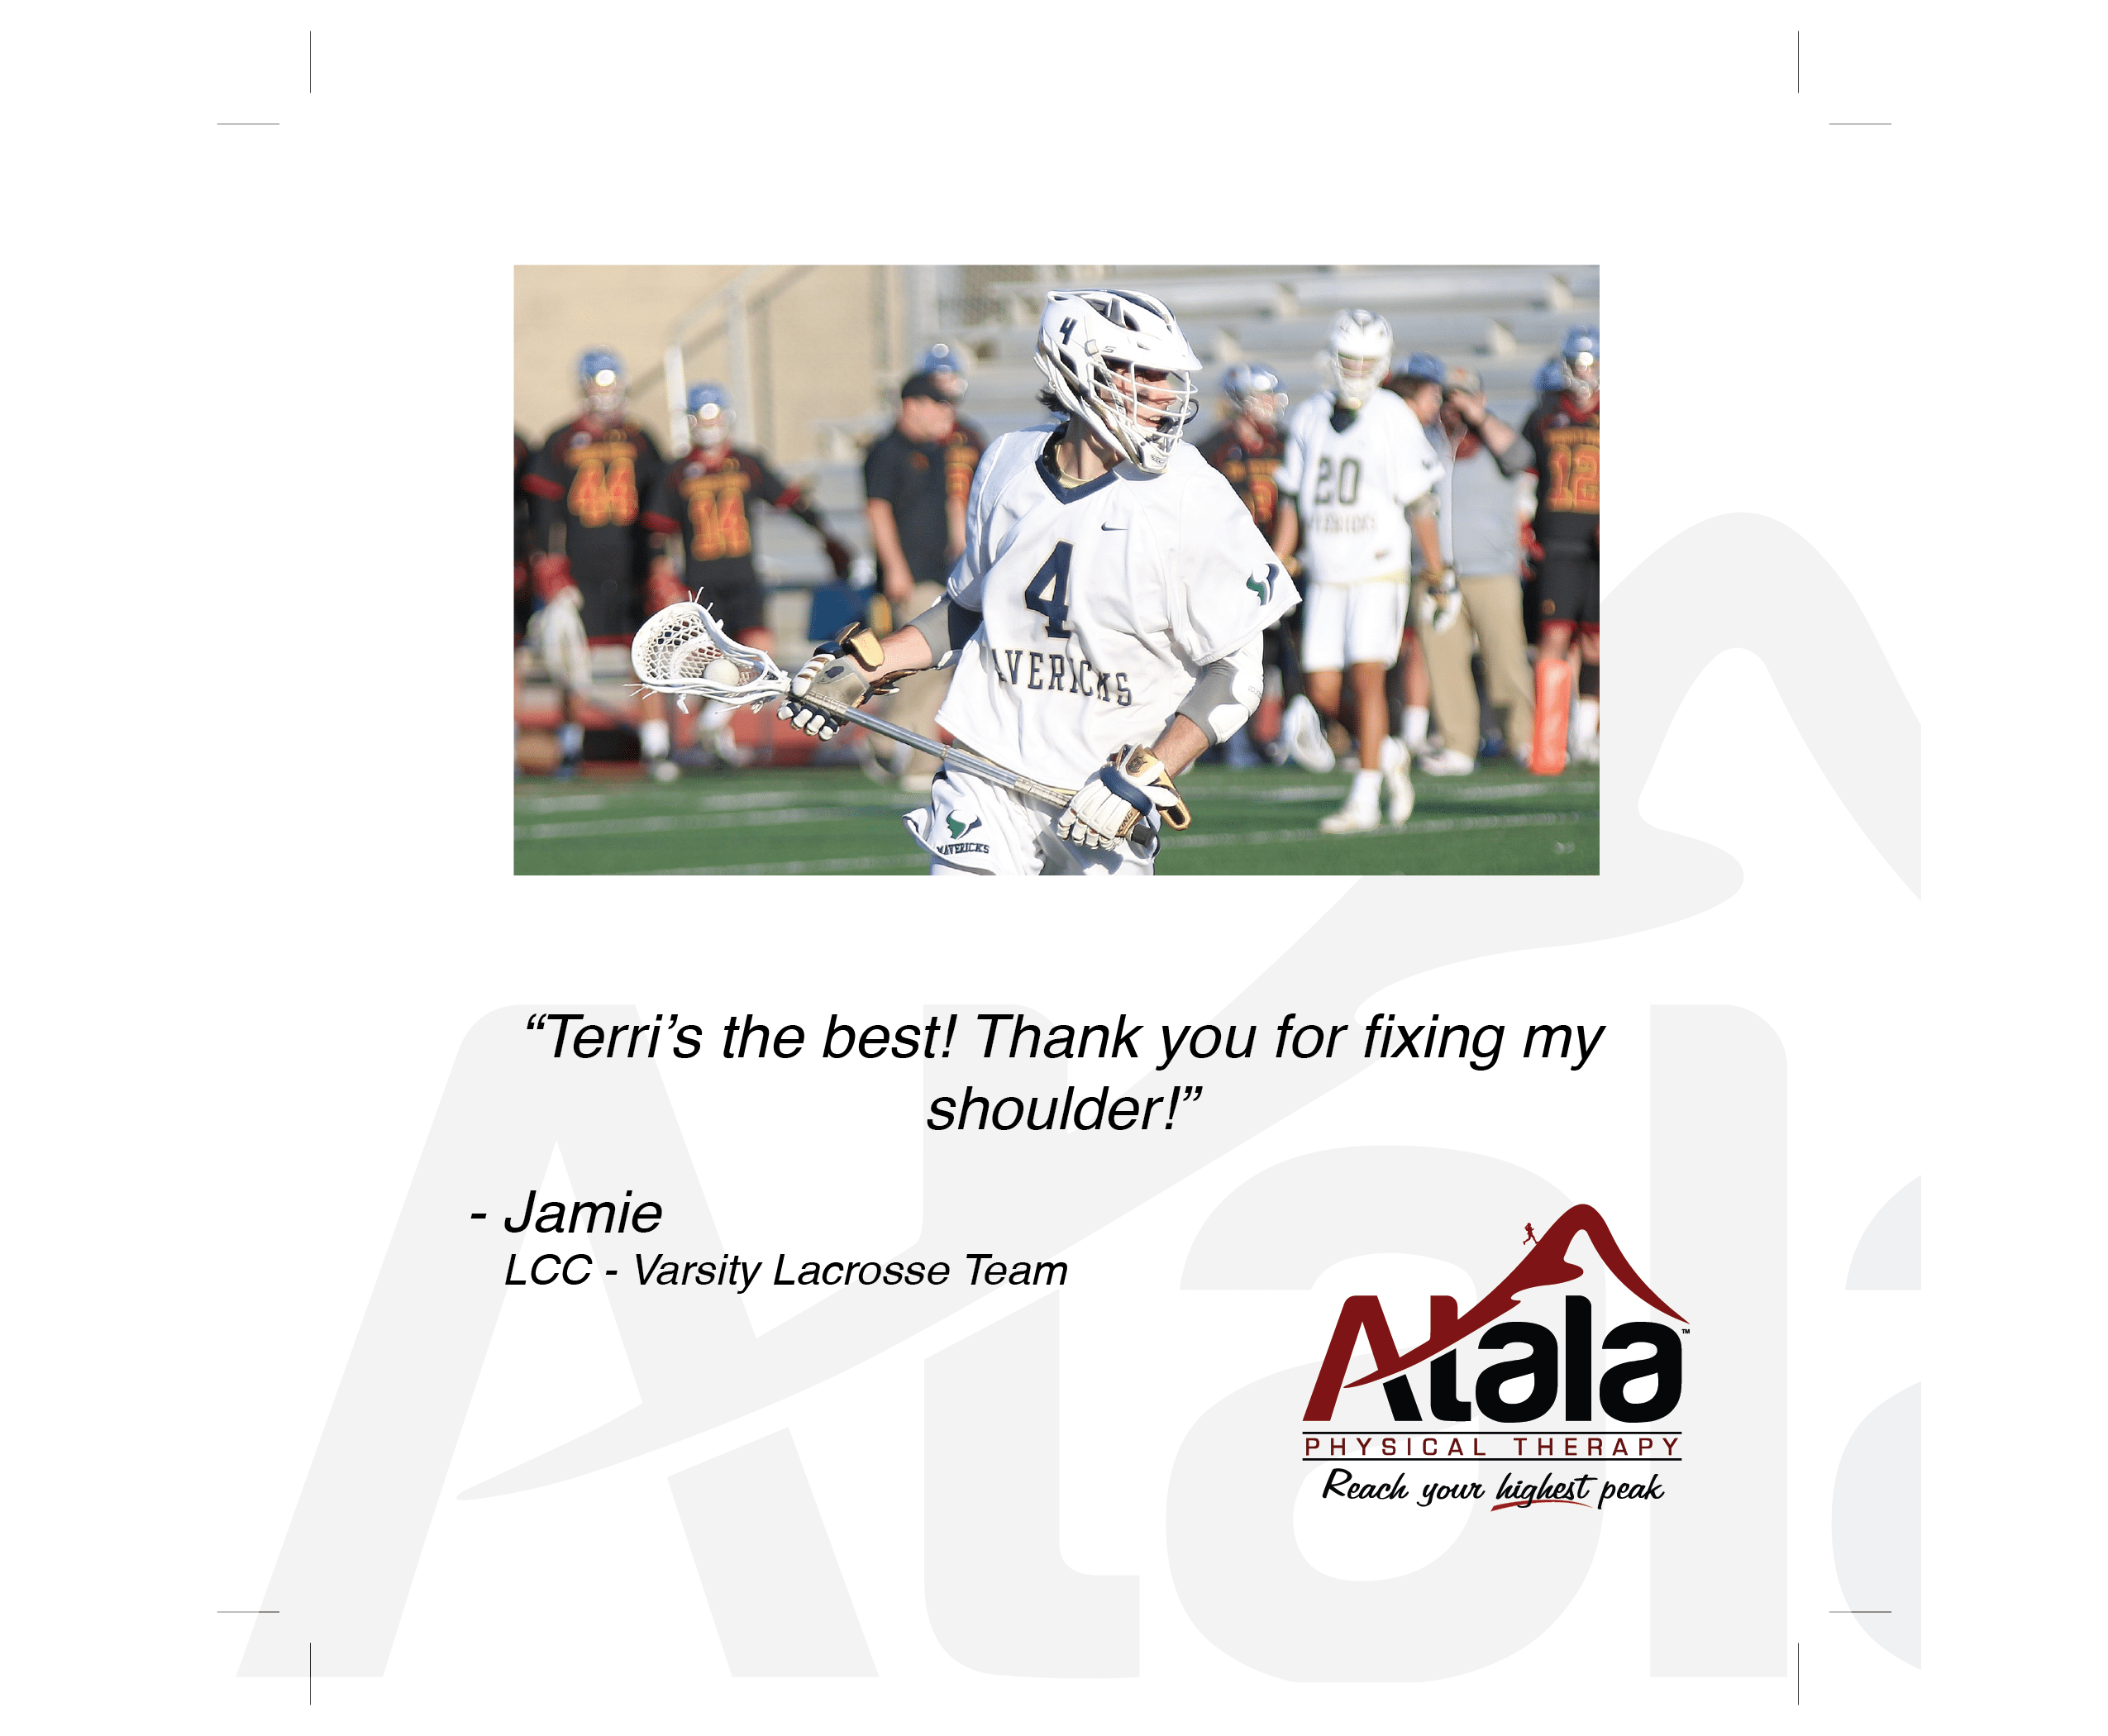 4
44
14
4
AVERICKS
MAVERICKS
20
12
“Terri’s the best! Thank you for fixing my
shoulder!”
- Jamie
LCC - Varsity Lacrosse Team
Atala™
PHYSICAL THERAPY
Reach your highest peak
Atala